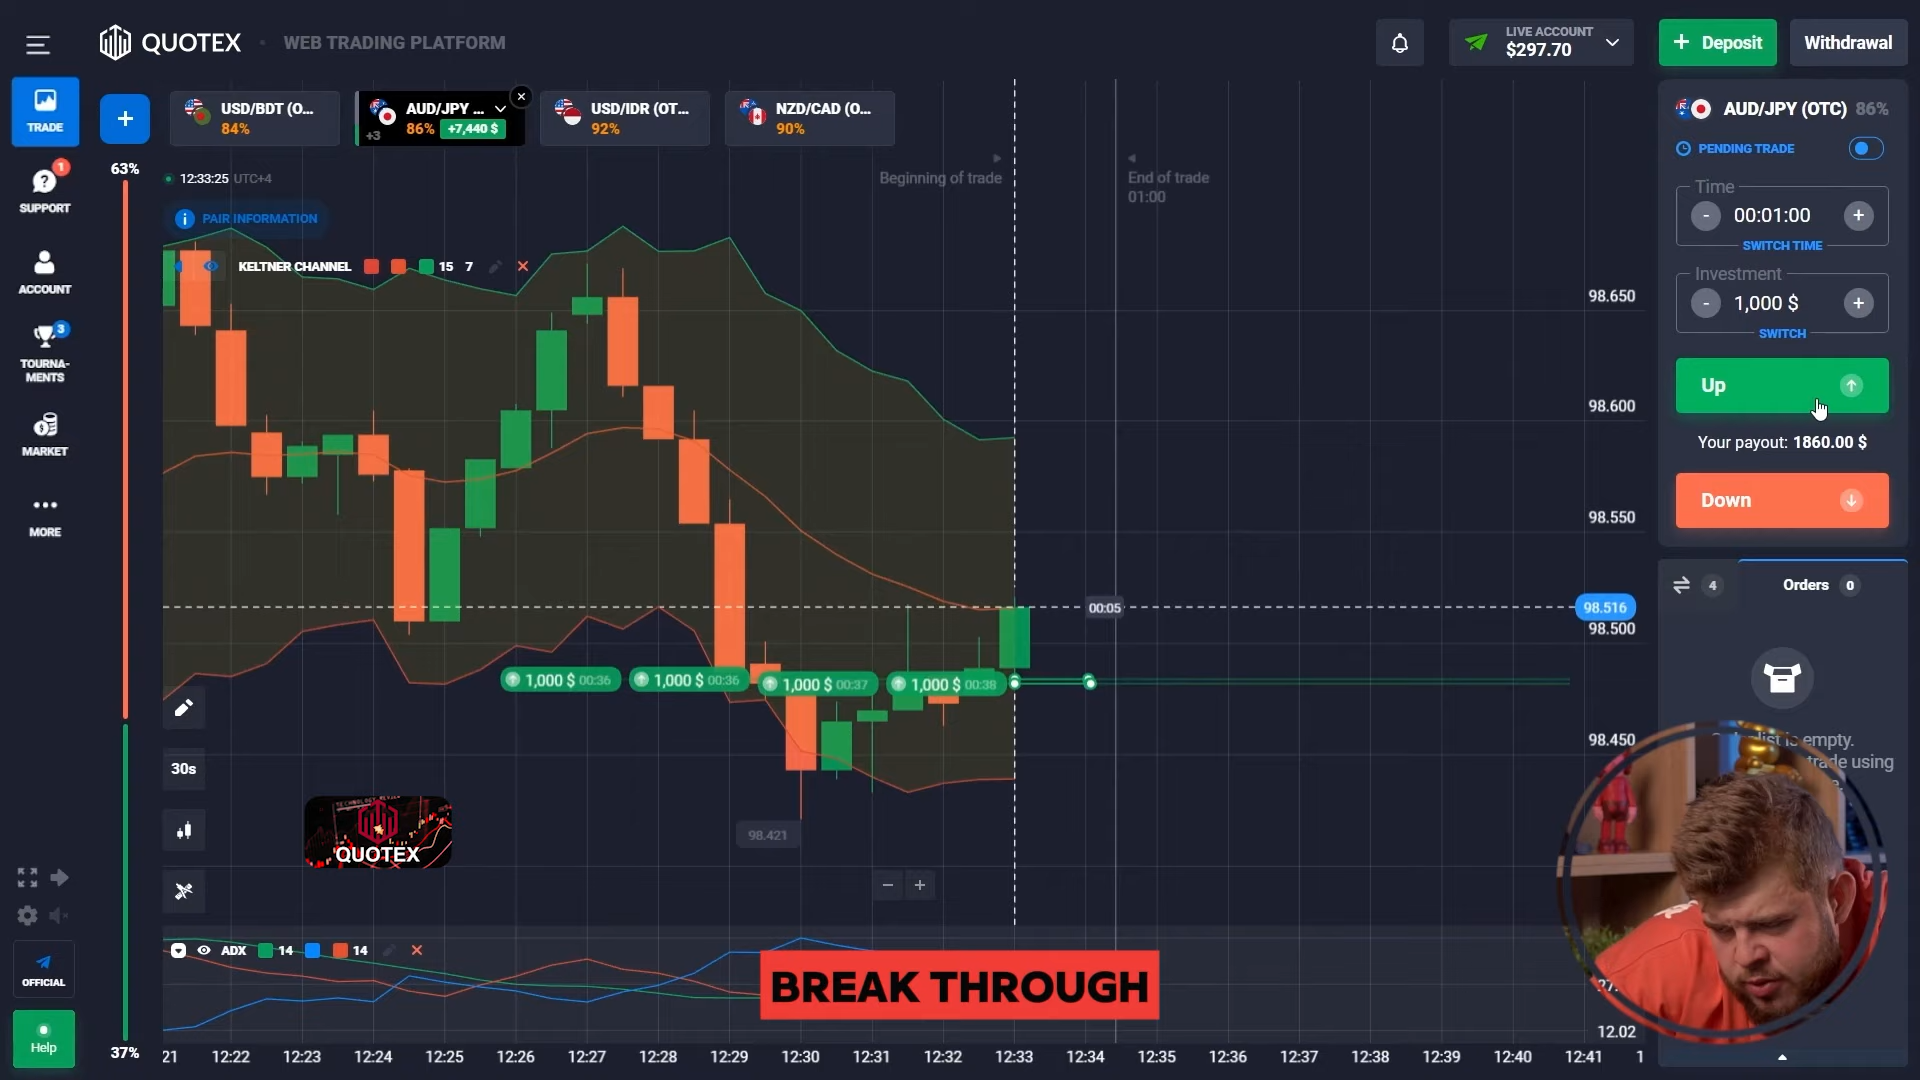 QUOTEX
WEB TRADING PLATFORM
LIVE ACCOUNT
$297.70
+ Deposit
Withdrawal
TRADE
SUPPORT
1
ACCOUNT
3
TOURNA-
MENTS
MARKET
MORE
OFFICIAL
Help
+
USD/BDT (O...
84%
AUD/JPY ...
+3
86%
+7,440 $
USD/IDR (OT...
92%
NZD/CAD (O...
90%
63%
37%
12:33:25 UTC+4
PAIR INFORMATION
KELTNER CHANNEL 15 7
Beginning of trade
End of trade
01:00
98.650
98.600
98.550
98.516
98.500
98.450
00:05
1,000 $ 00:36
1,000 $ 00:36
1,000 $ 00:37
1,000 $ 00:38
98.421
30s
QUOTEX
ADX 14 14
BREAK THROUGH
12.02
21 12:22 12:23 12:24 12:25 12:26 12:27 12:28 12:29 12:30 12:31 12:32 12:33 12:34 12:35 12:36 12:37 12:38 12:39 12:40 12:41 1
AUD/JPY (OTC) 86%
PENDING TRADE
Time
- 00:01:00 +
SWITCH TIME
Investment
- 1,000 $ +
SWITCH
Up
Your payout: 1860.00 $
Down
4
Orders 0
empty.
trade using